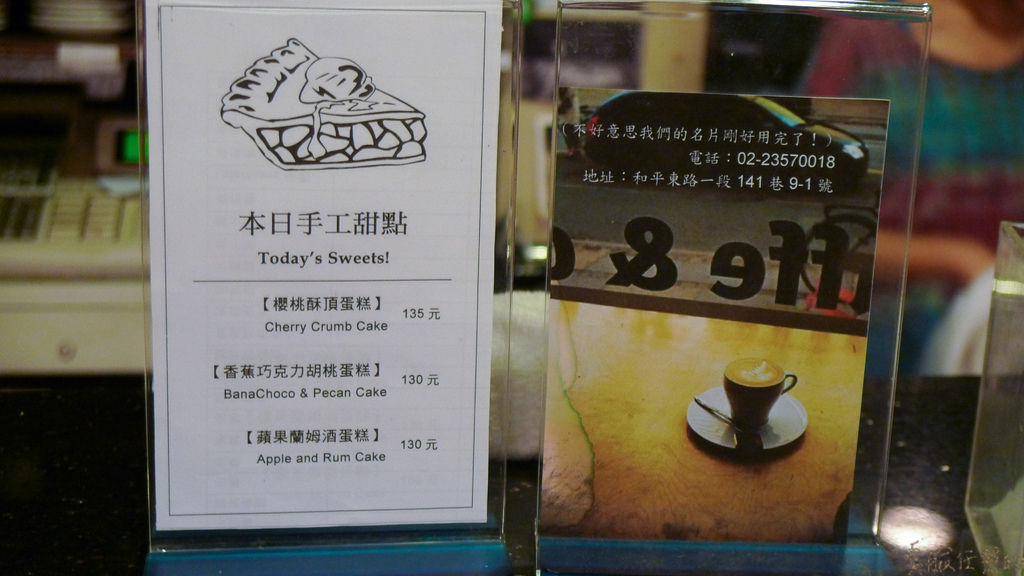 本日手工甜點
Today's Sweets!
【櫻桃酥頂蛋糕】 135 元
Cherry Crumb Cake
【香蕉巧克力胡桃蛋糕】 130 元
BanaChoco & Pecan Cake
【蘋果蘭姆酒蛋糕】 130 元
Apple and Rum Cake
(不好意思我們的名片剛好用完了!)
電話:02-23570018
地址:和平東路一段 141 巷 9-1 號
ffe &